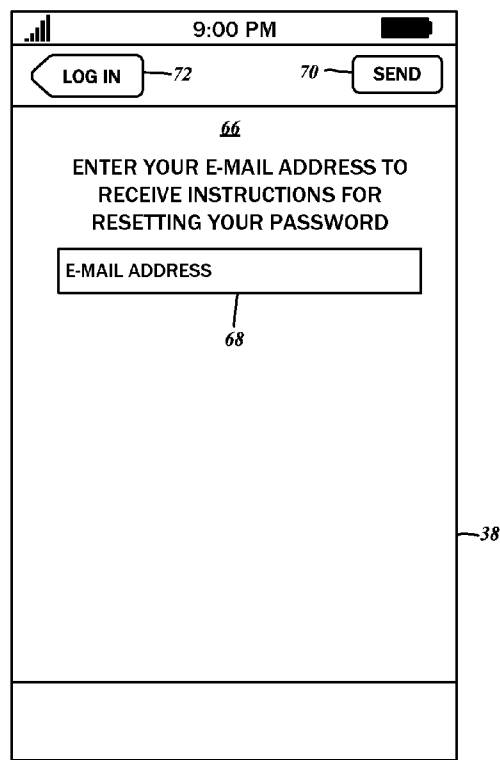 9:00 PM
LOG IN 72 70 SEND
66
ENTER YOUR E-MAIL ADDRESS TO
RECEIVE INSTRUCTIONS FOR
RESETTING YOUR PASSWORD
E-MAIL ADDRESS
68
38